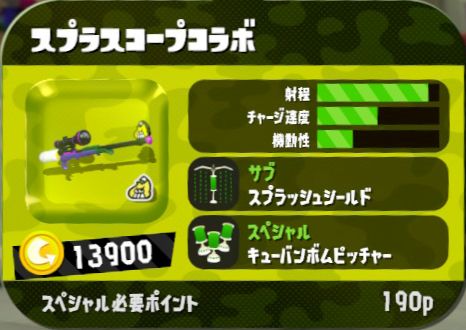 スプラスコープコラボ
射程
チャージ速度
機動性
サブ
スプラッシュシールド
スペシャル
キューバンボムピッチャー
13900
スペシャル必要ポイント
190p